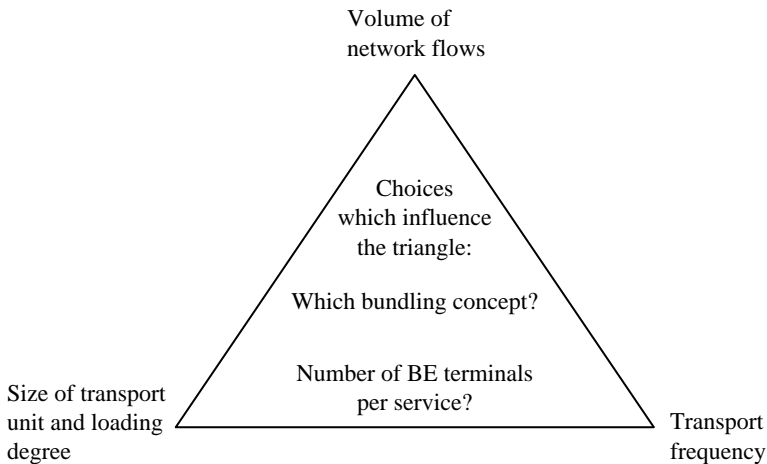 Volume of
network flows
Choices
which influence
the triangle:
Which bundling concept?
Number of BE terminals
per service?
Size of transport
unit and loading
degree
Transport
frequency